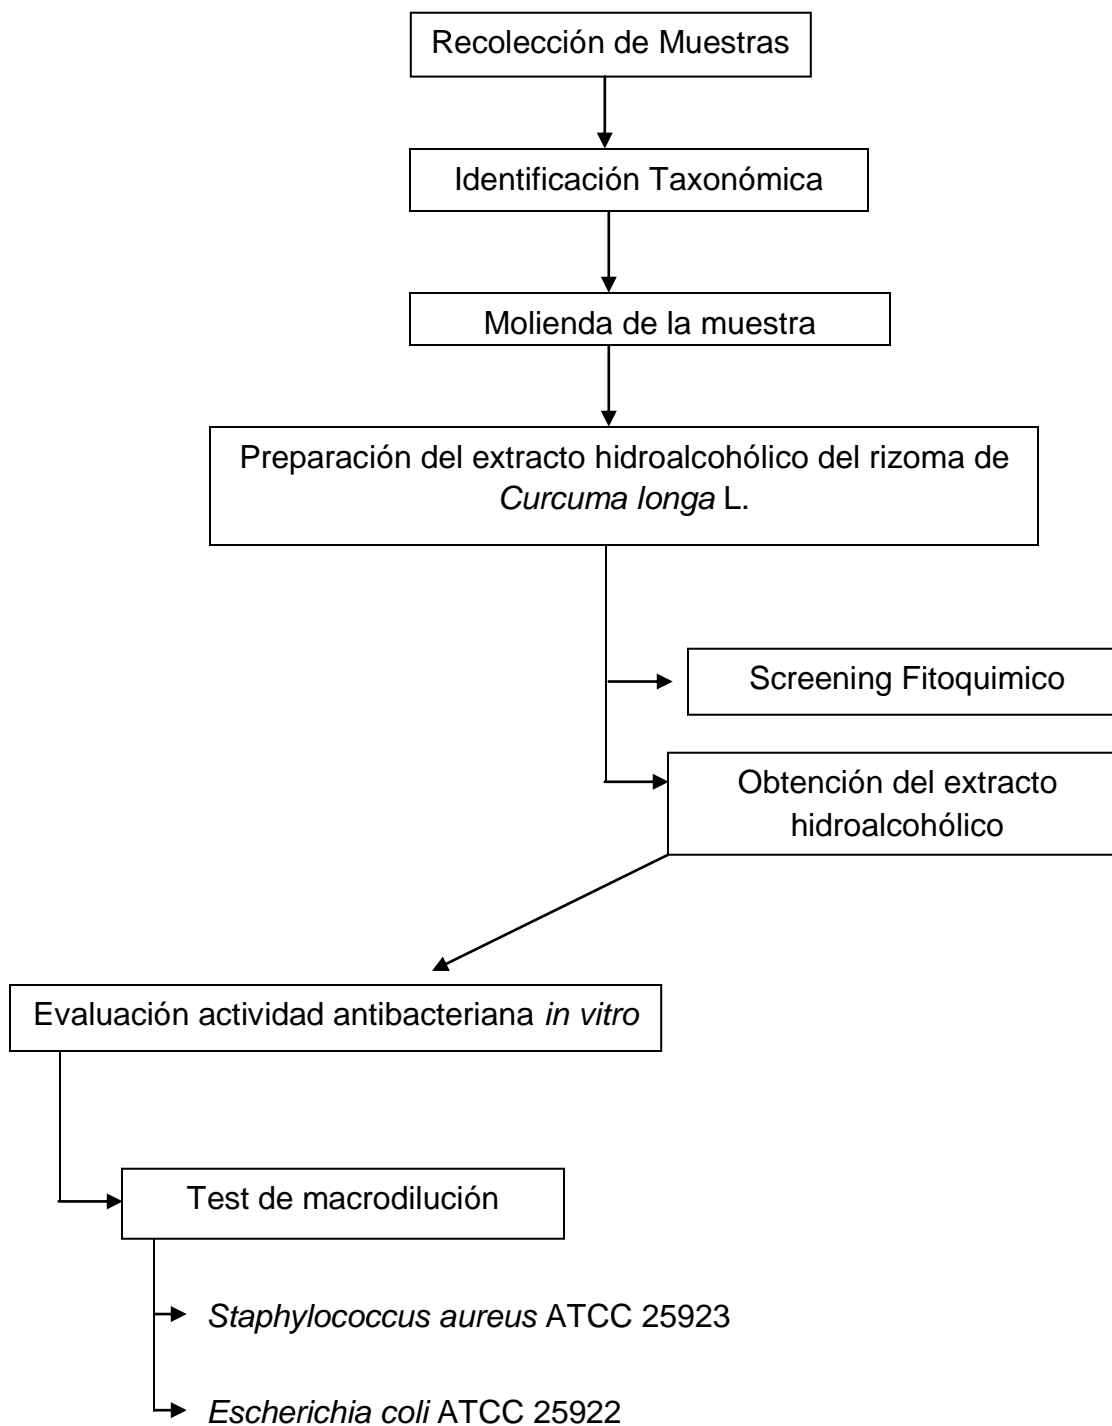 Recolección de Muestras
Identificación Taxonómica
Molienda de la muestra
Preparación del extracto hidroalcohólico del rizoma de
Curcuma longa L.
Screening Fitoquimico
Obtención del extracto
hidroalcohólico
Evaluación actividad antibacteriana in vitro
Test de macrodilución
Staphylococcus aureus ATCC 25923
Escherichia coli ATCC 25922